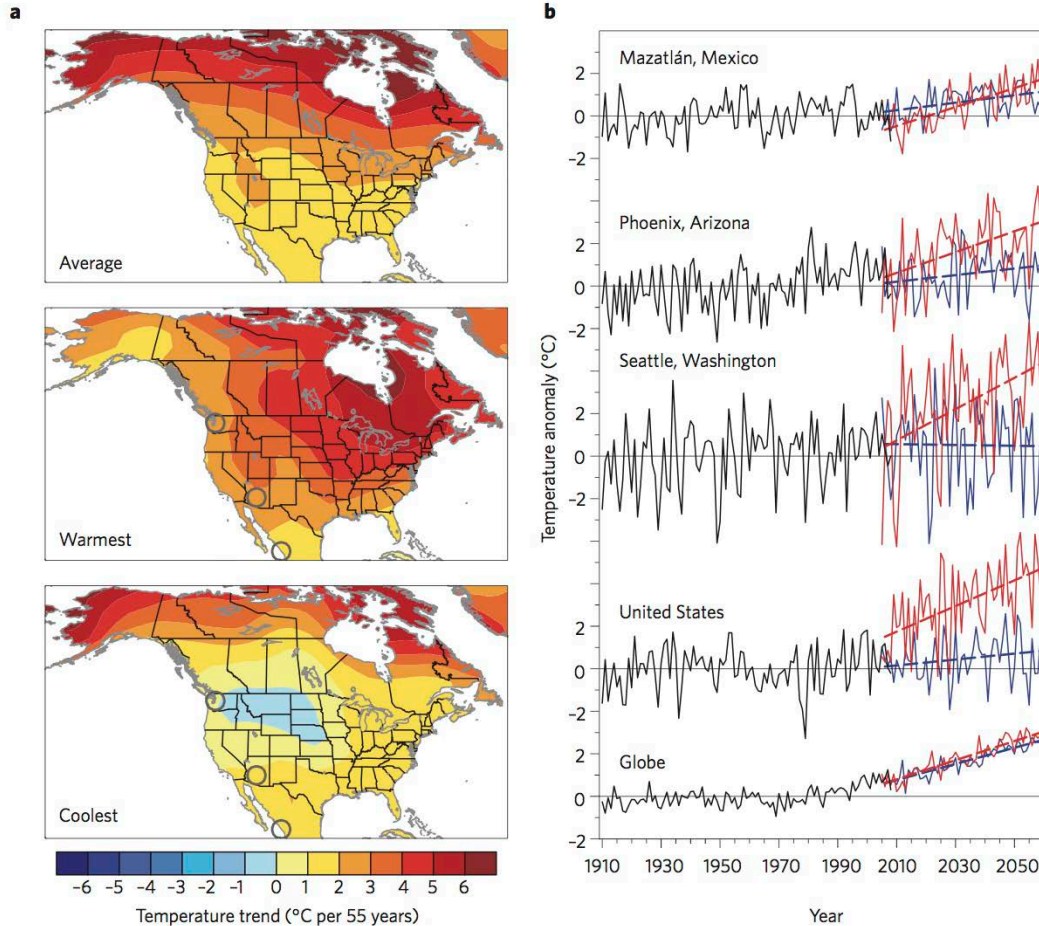 a
Average
Warmest
Coolest
−6 −5 −4 −3 −2 −1 0 1 2 3 4 5 6
Temperature trend (°C per 55 years)
b
Temperature anomaly (°C)
Mazatlán, Mexico
2
0
−2
Phoenix, Arizona
2
0
−2
Seattle, Washington
2
0
−2
United States
2
0
−2
Globe
2
0
−2
1910 1930 1950 1970 1990 2010 2030 2050
Year